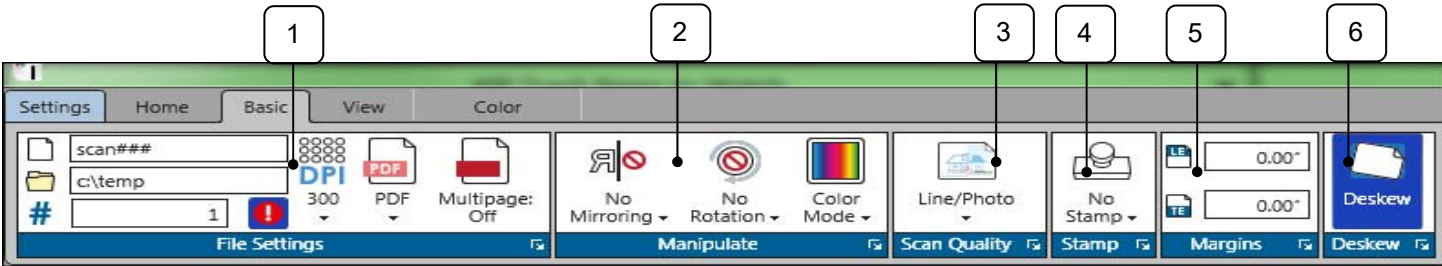 1 2 3 4 5 6
Settings Home Basic View Color
scan###
c:\temp
# 1
DPI
300
PDF
PDF
Multipage:
Off
No
Mirroring
No
Rotation
Color
Mode
Line/Photo
No
Stamp
LE 0.00"
TE 0.00"
Deskew
File Settings Manipulate Scan Quality Stamp Margins Deskew